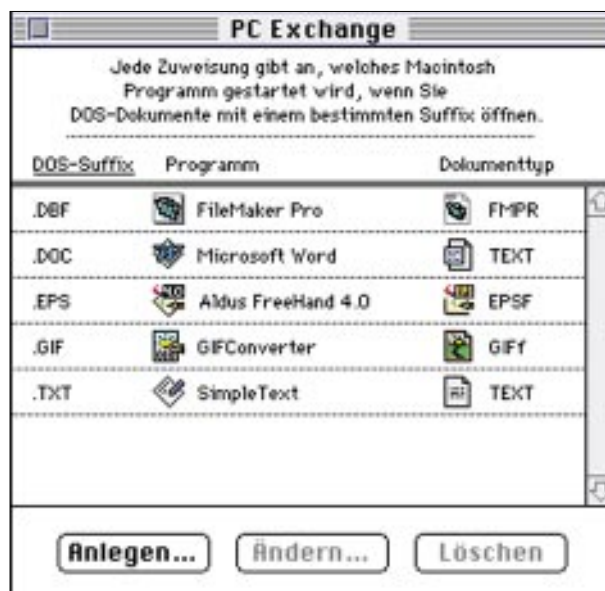 PC Exchange
Jede Zuweisung gibt an, welches Macintosh
Programm gestartet wird, wenn Sie
DOS-Dokumente mit einem bestimmten Suffix öffnen.
DOS-Suffix Programm Dokumenttyp
.DBF FileMaker Pro FMPR
.DOC Microsoft Word TEXT
.EPS Aldus FreeHand 4.0 EPSF
.GIF GIFConverter GIFf
.TXT SimpleText TEXT
Anlegen... Ändern... Löschen